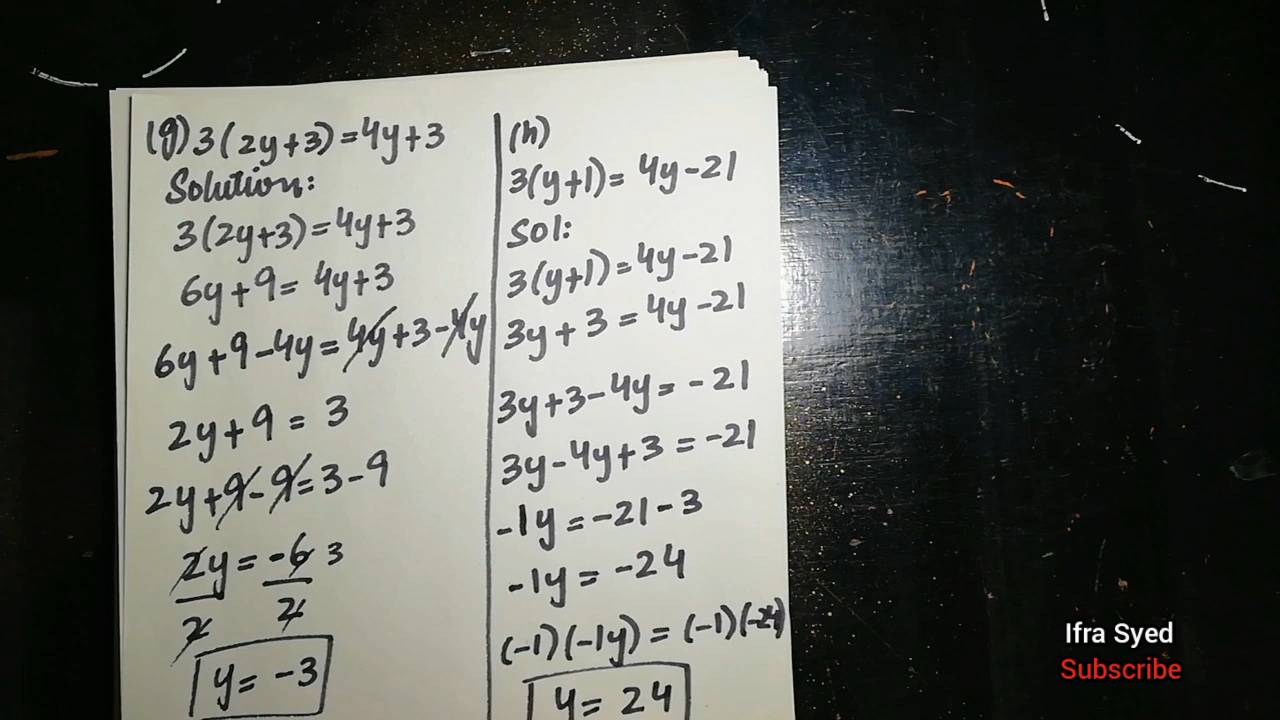 (g) 3(2y+3)=4y+3
Solution:
3(2y+3)=4y+3
6y+9= 4y+3
6y+9-4y=4y+3-4y
2y+9 = 3
2y+9-9=3-9
2y = -6 3
2 2
y= -3
(h)
3(y+1)= 4y-21
Sol:
3(y+1)=4y-21
3y+3=4y-21
3y+3-4y= -21
3y-4y+3 = -21
-1y = -21-3
-1y = -24
(-1)(-1y) = (-1)(-24)
y= 24
Ifra Syed
Subscribe